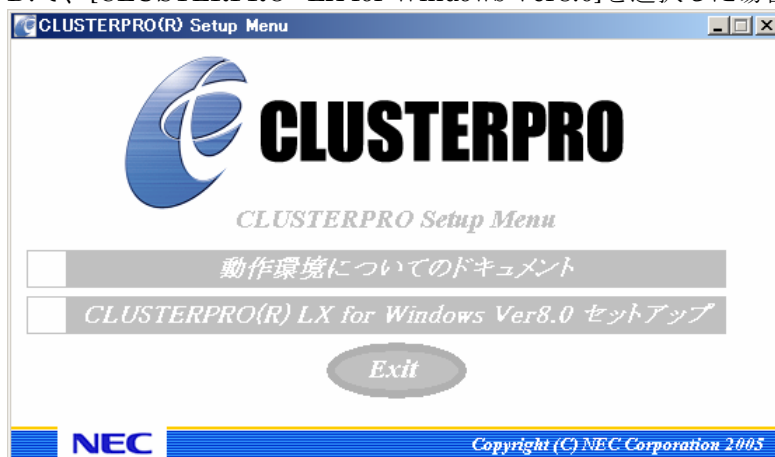 CLUSTERPRO(R) Setup Menu
CLUSTERPRO
CLUSTERPRO Setup Menu
動作環境についてのドキュメント
CLUSTERPRO(R) LX for Windows Ver8.0 セットアップ
Exit
NEC
Copyright (C) NEC Corporation 2005